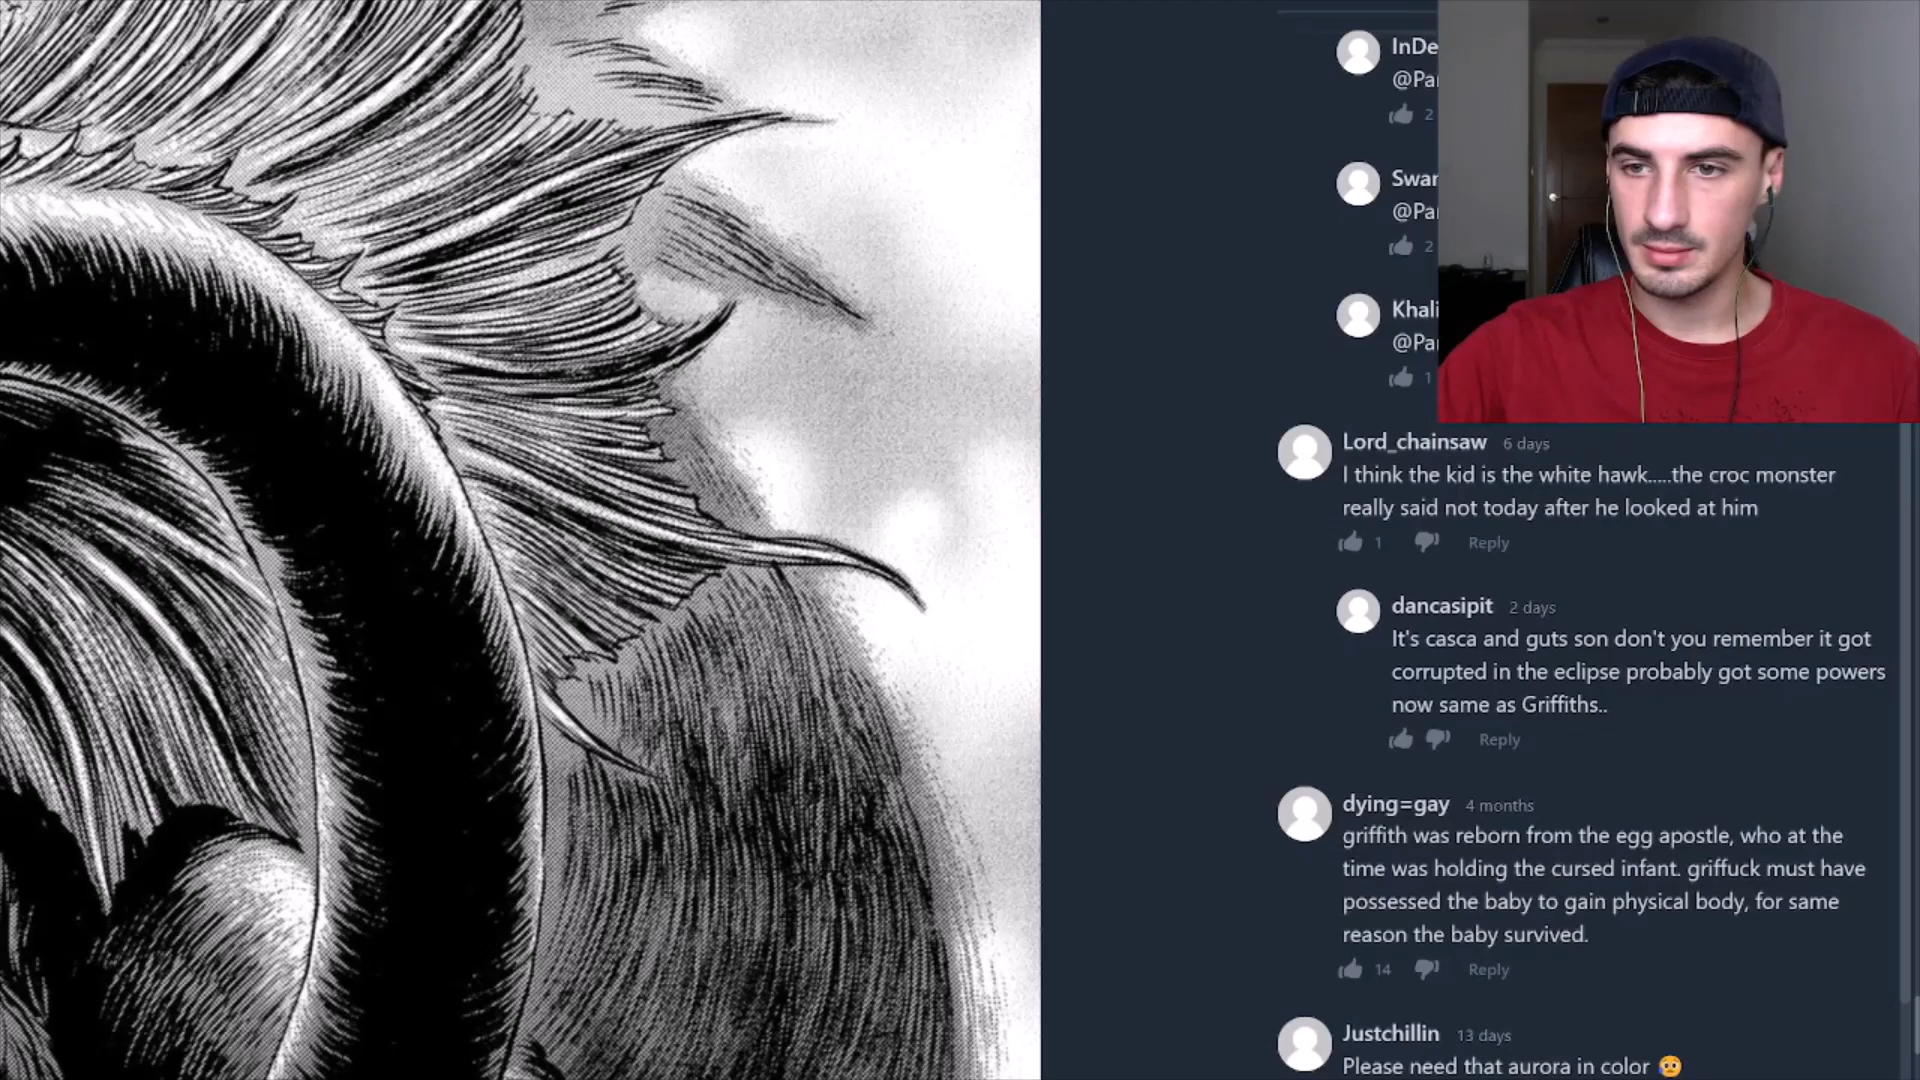 InDe
@Pa
2
Swa
@Pa
2
Khali
@Pa
1
Lord_chainsaw 6 days
I think the kid is the white hawk.....the croc monster
really said not today after he looked at him
1 Reply
dancasipit 2 days
It's casca and guts son don't you remember it got
corrupted in the eclipse probably got some powers
now same as Griffiths..
Reply
dying=gay 4 months
griffith was reborn from the egg apostle, who at the
time was holding the cursed infant. griffuck must have
possessed the baby to gain physical body, for same
reason the baby survived.
14 Reply
Justchillin 13 days
Please need that aurora in color 😢